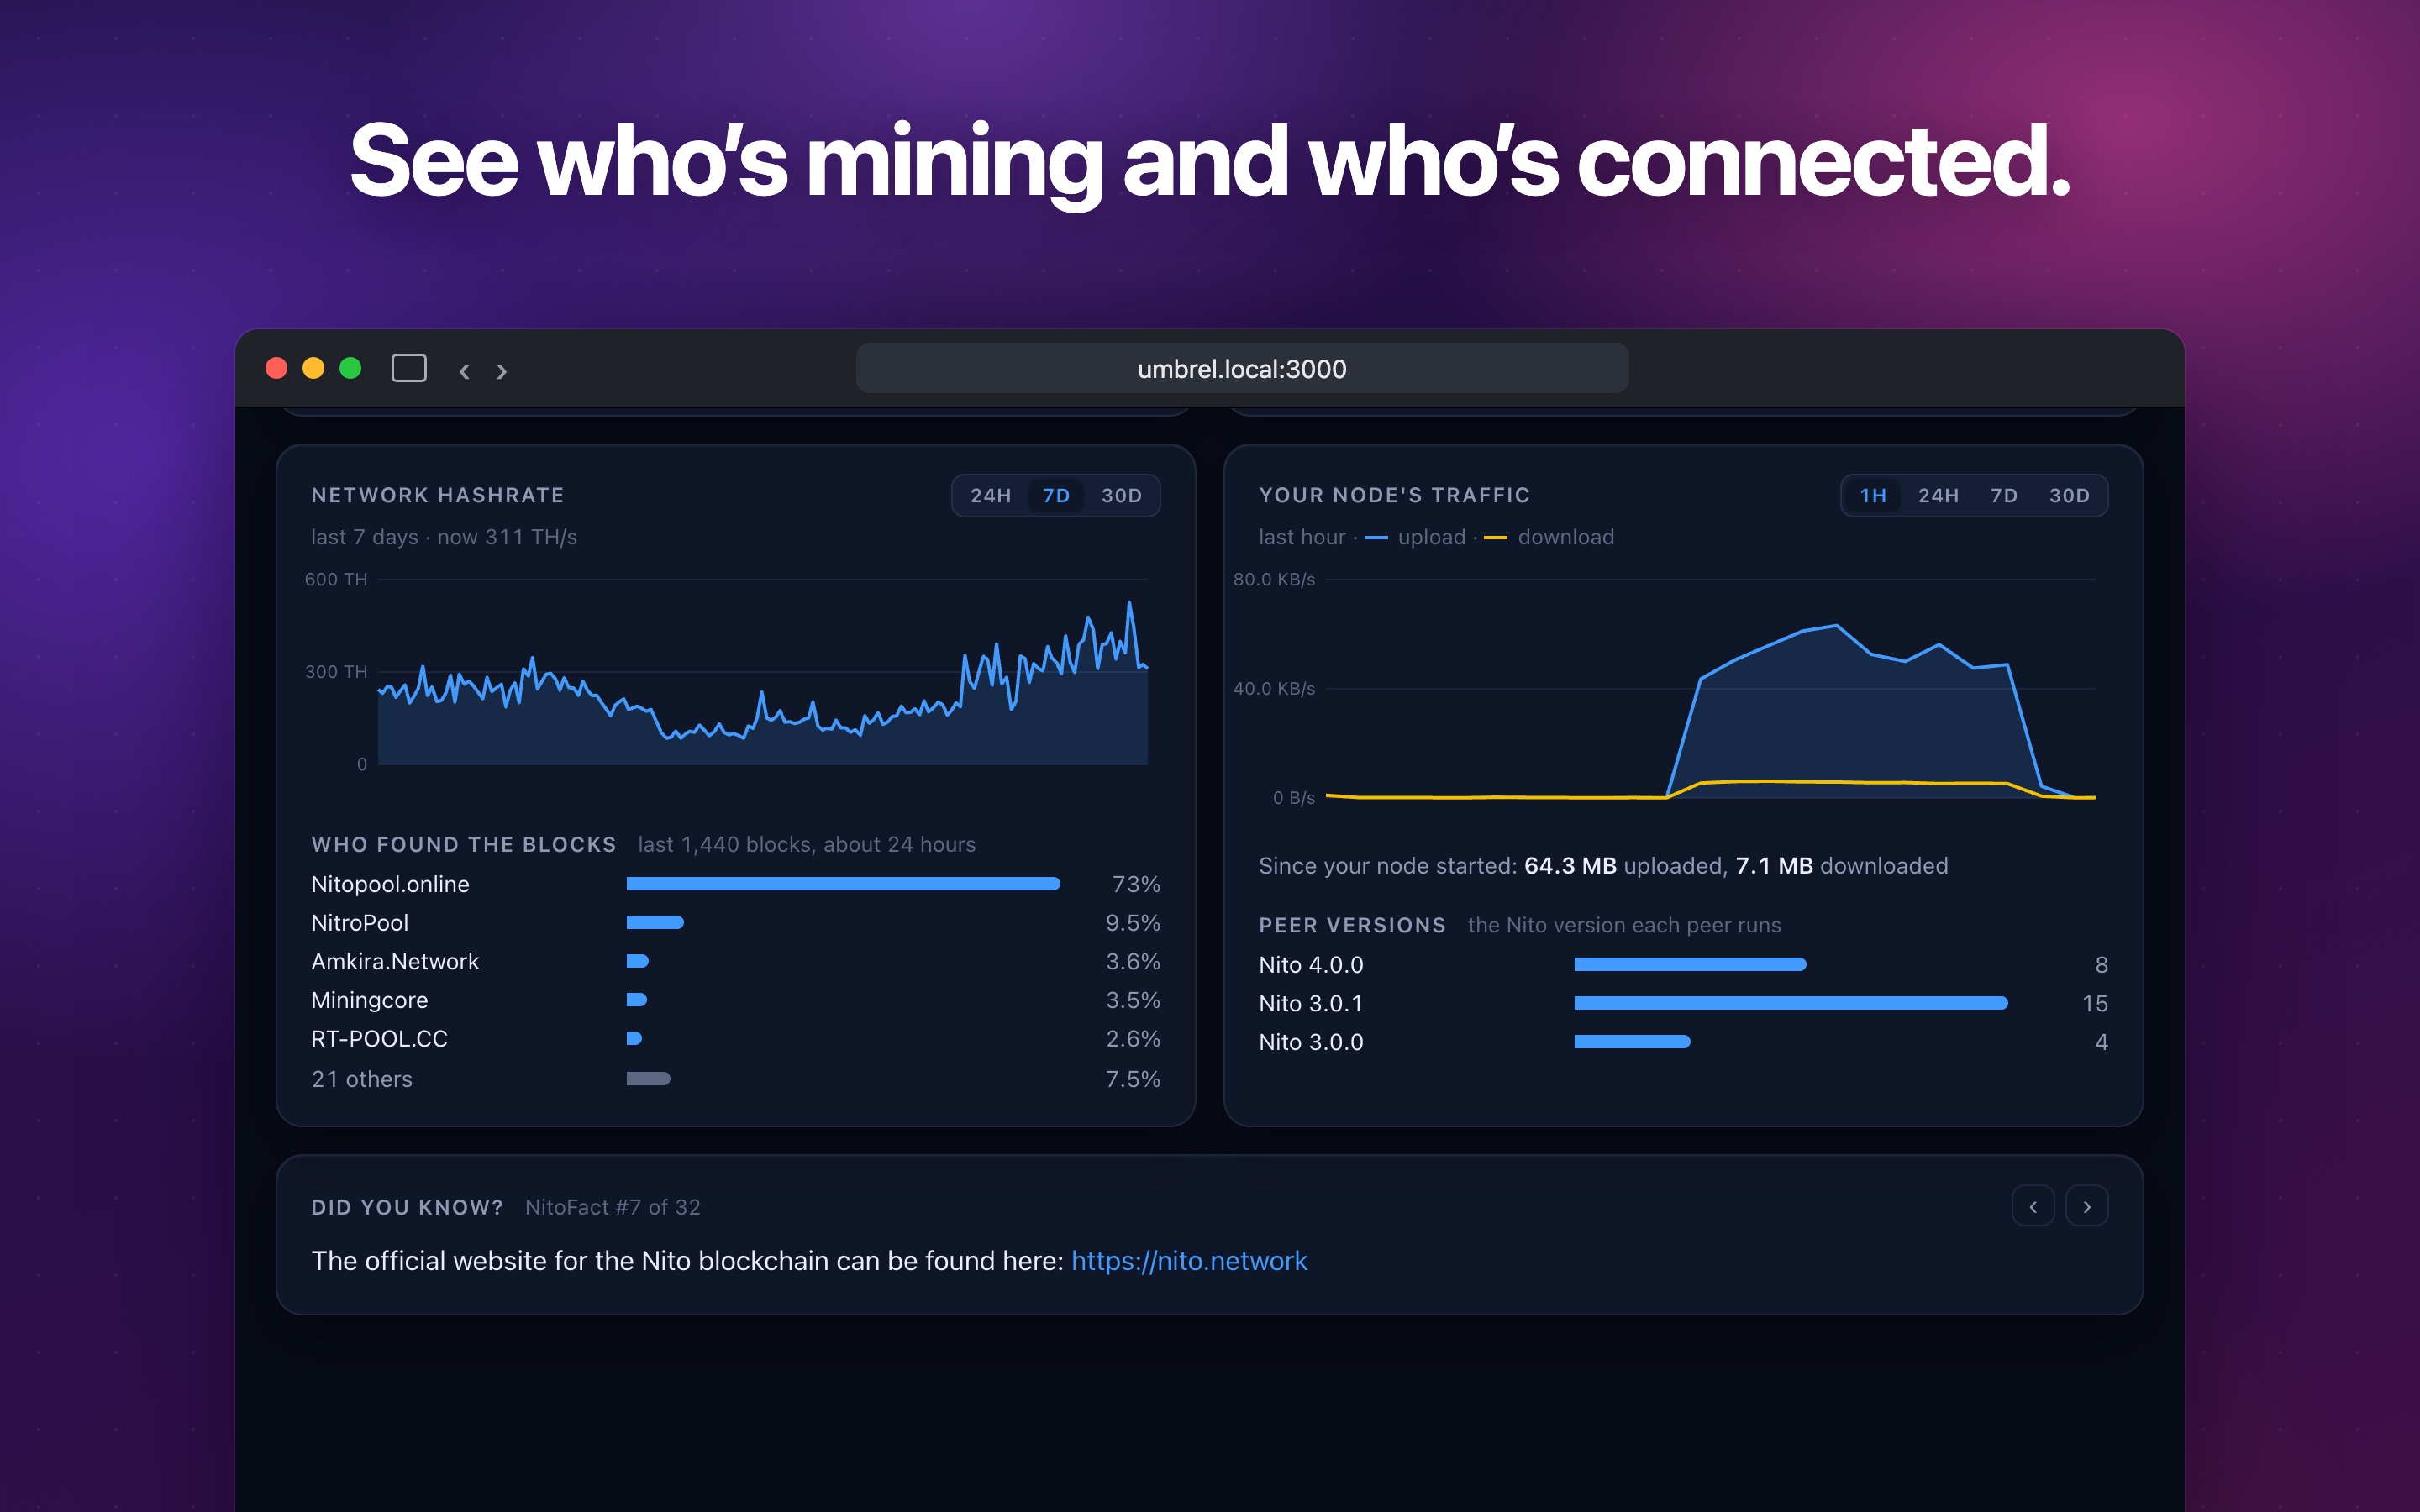 See who’s mining and who’s connected.
umbrel.local:3000
NETWORK HASHRATE
24H 7D 30D
last 7 days · now 311 TH/s
600 TH
300 TH
0
WHO FOUND THE BLOCKS last 1,440 blocks, about 24 hours
Nitopool.online 73%
NitroPool 9.5%
Amkira.Network 3.6%
Miningcore 3.5%
RT-POOL.CC 2.6%
21 others 7.5%
YOUR NODE'S TRAFFIC
1H 24H 7D 30D
last hour · upload · download
80.0 KB/s
40.0 KB/s
0 B/s
Since your node started: 64.3 MB uploaded, 7.1 MB downloaded
PEER VERSIONS the Nito version each peer runs
Nito 4.0.0 8
Nito 3.0.1 15
Nito 3.0.0 4
DID YOU KNOW? NitoFact #7 of 32
The official website for the Nito blockchain can be found here: https://nito.network